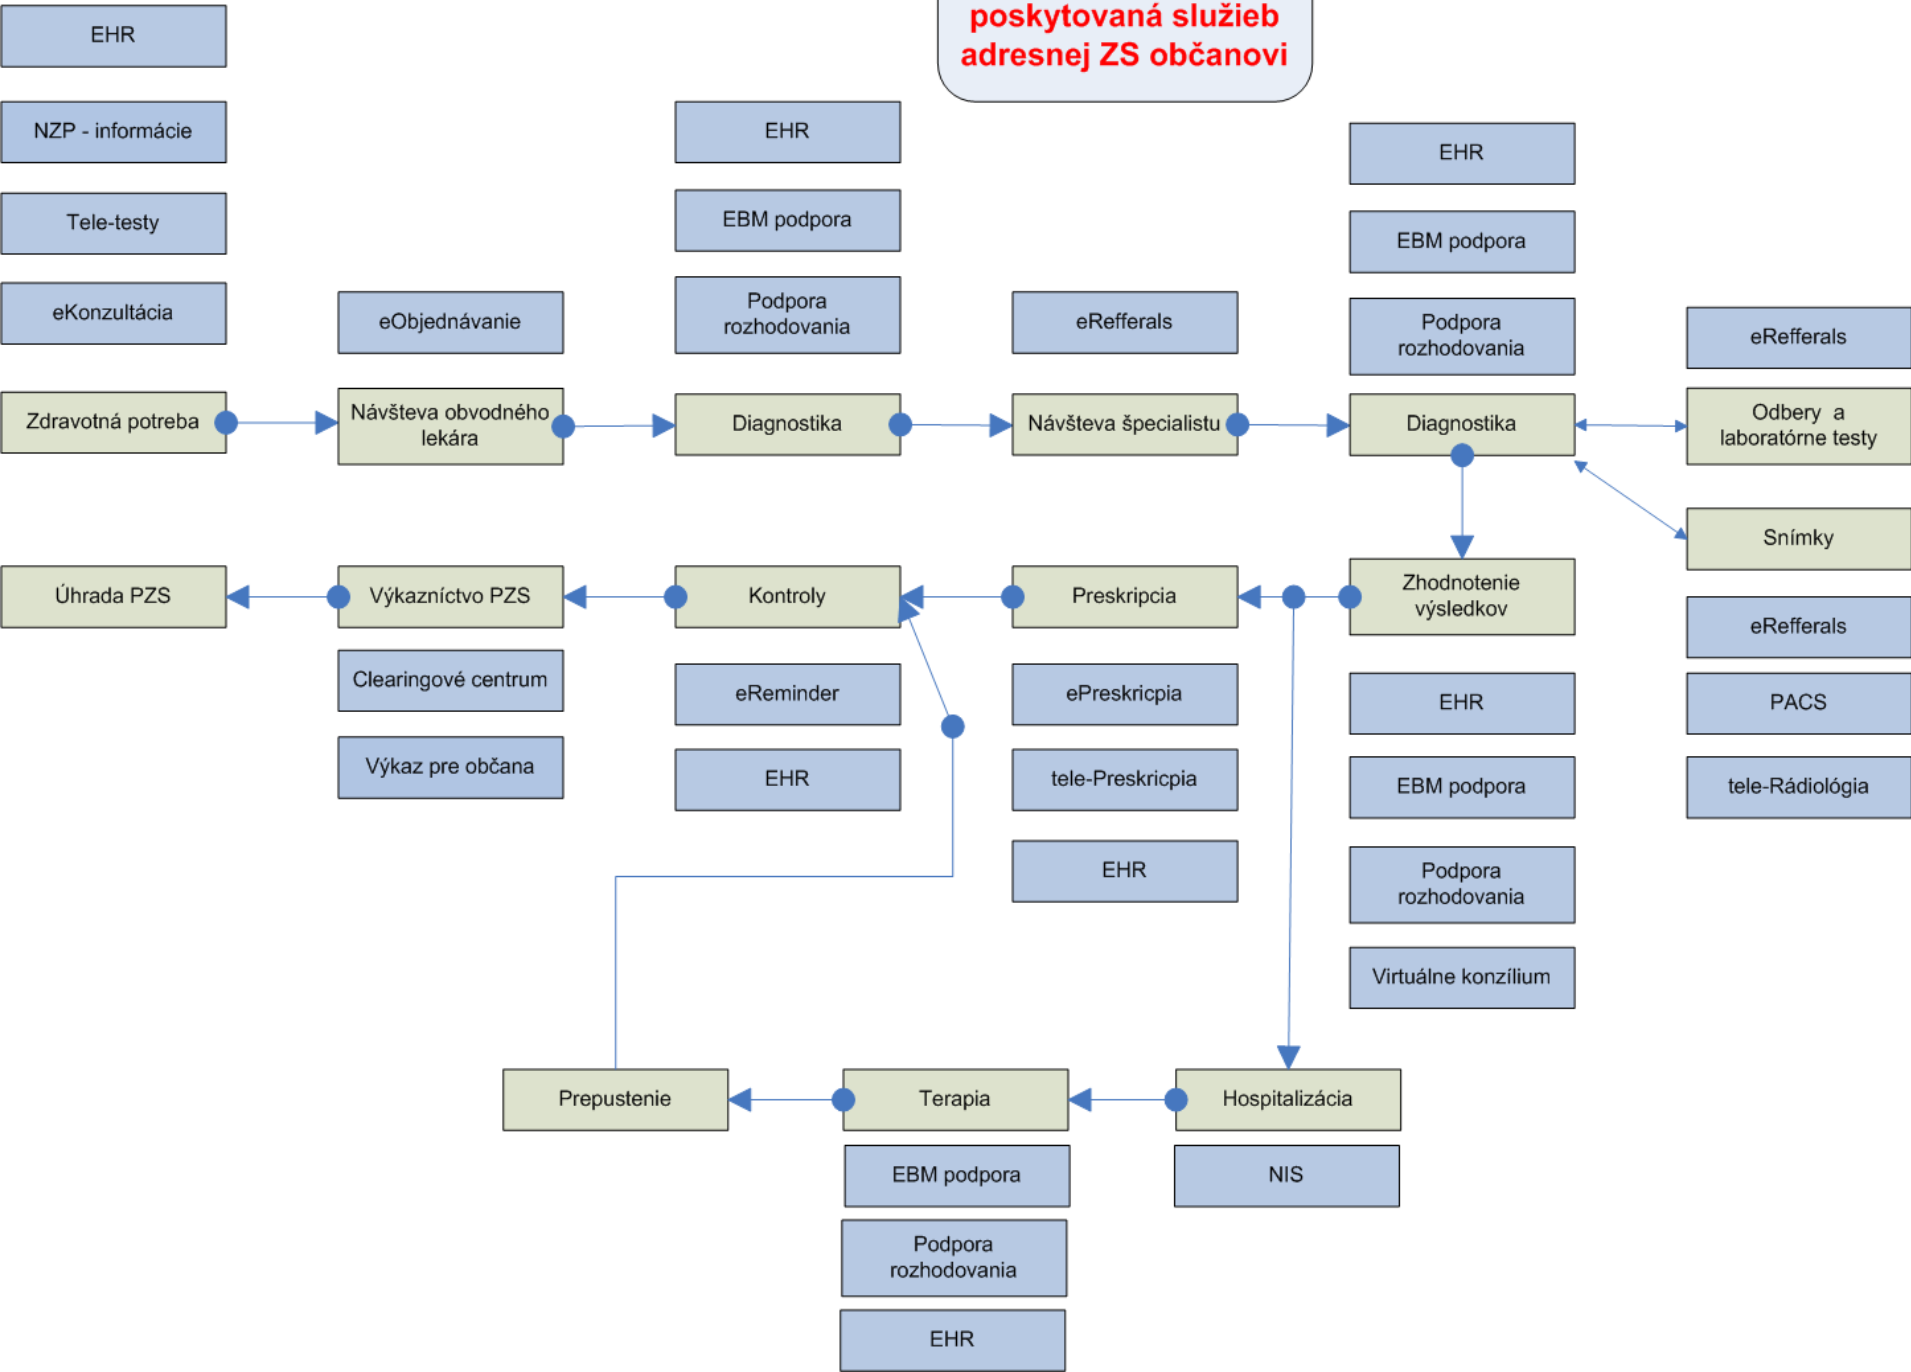 poskytovaná služieb
adresnej ZS občanovi
EHR
NZP - informácie
Tele-testy
eKonzultácia
eObjednávanie
EHR
EBM podpora
Podpora
rozhodovania
eRefferals
EHR
EBM podpora
Podpora
rozhodovania
eRefferals
Zdravotná potreba
Návšteva obvodného
lekára
Diagnostika
Návšteva špecialistu
Diagnostika
Odbery a
laboratórne testy
Snímky
Úhrada PZS
Výkazníctvo PZS
Kontroly
Preskripcia
Zhodnotenie
výsledkov
eRefferals
PACS
tele-Rádiológia
Clearingové centrum
Výkaz pre občana
eReminder
EHR
ePreskricpia
tele-Preskricpia
EHR
EHR
EBM podpora
Podpora
rozhodovania
Virtuálne konzílium
Prepustenie
Terapia
Hospitalizácia
EBM podpora
Podpora
rozhodovania
EHR
NIS